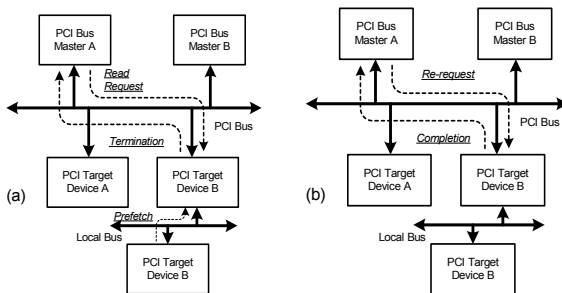 PCI Bus
Master A
PCI Bus
Master B
Read
Request
PCI Bus
Termination
PCI Target
Device A
PCI Target
Device B
(a)
Prefetch
Local Bus
PCI Target
Device B
PCI Bus
Master A
PCI Bus
Master B
Re-request
PCI Bus
Completion
PCI Target
Device A
PCI Target
Device B
(b)
Local Bus
PCI Target
Device B